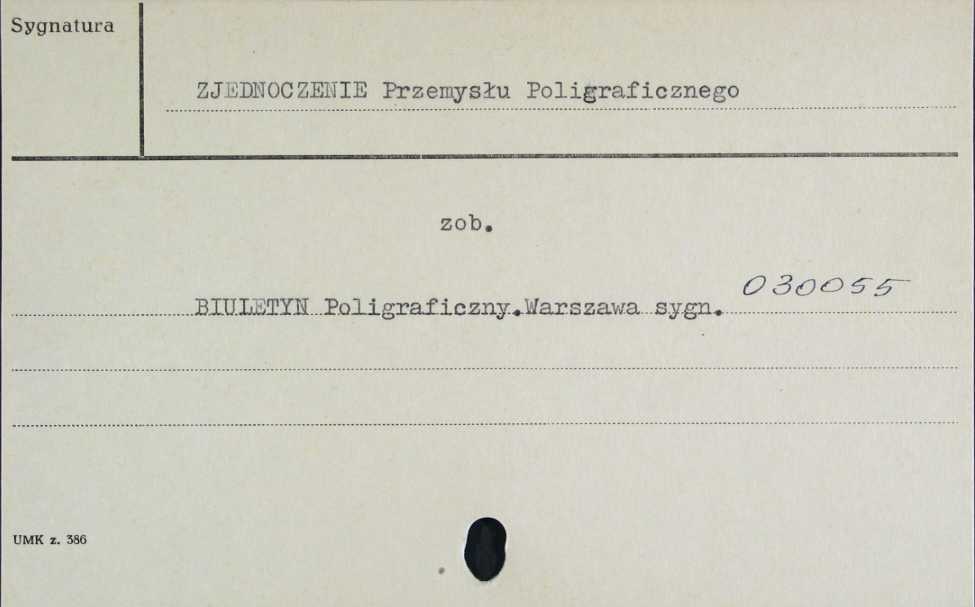 Sygnatura
ZJEDNOCZENIE Przemysłu Poligraficznego
zob.
BIULETYN Poligraficzny.Warszawa sygn. 030055
UMK z. 386